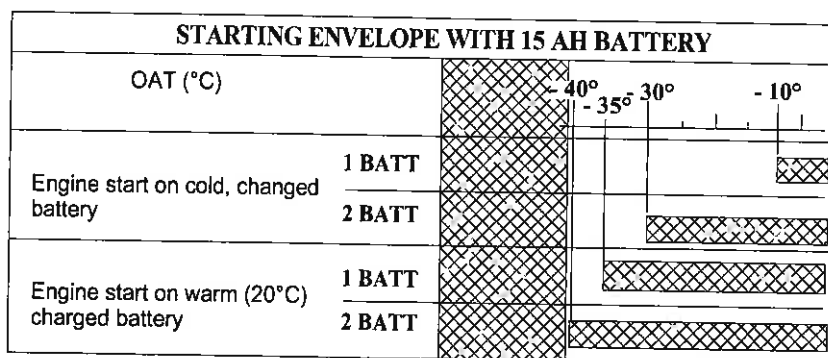 STARTING ENVELOPE WITH 15 AH BATTERY
OAT (°C)
- 40° - 30° - 10°
- 35°
1 BATT
Engine start on cold, changed
battery
2 BATT
1 BATT
Engine start on warm (20°C)
charged battery
2 BATT